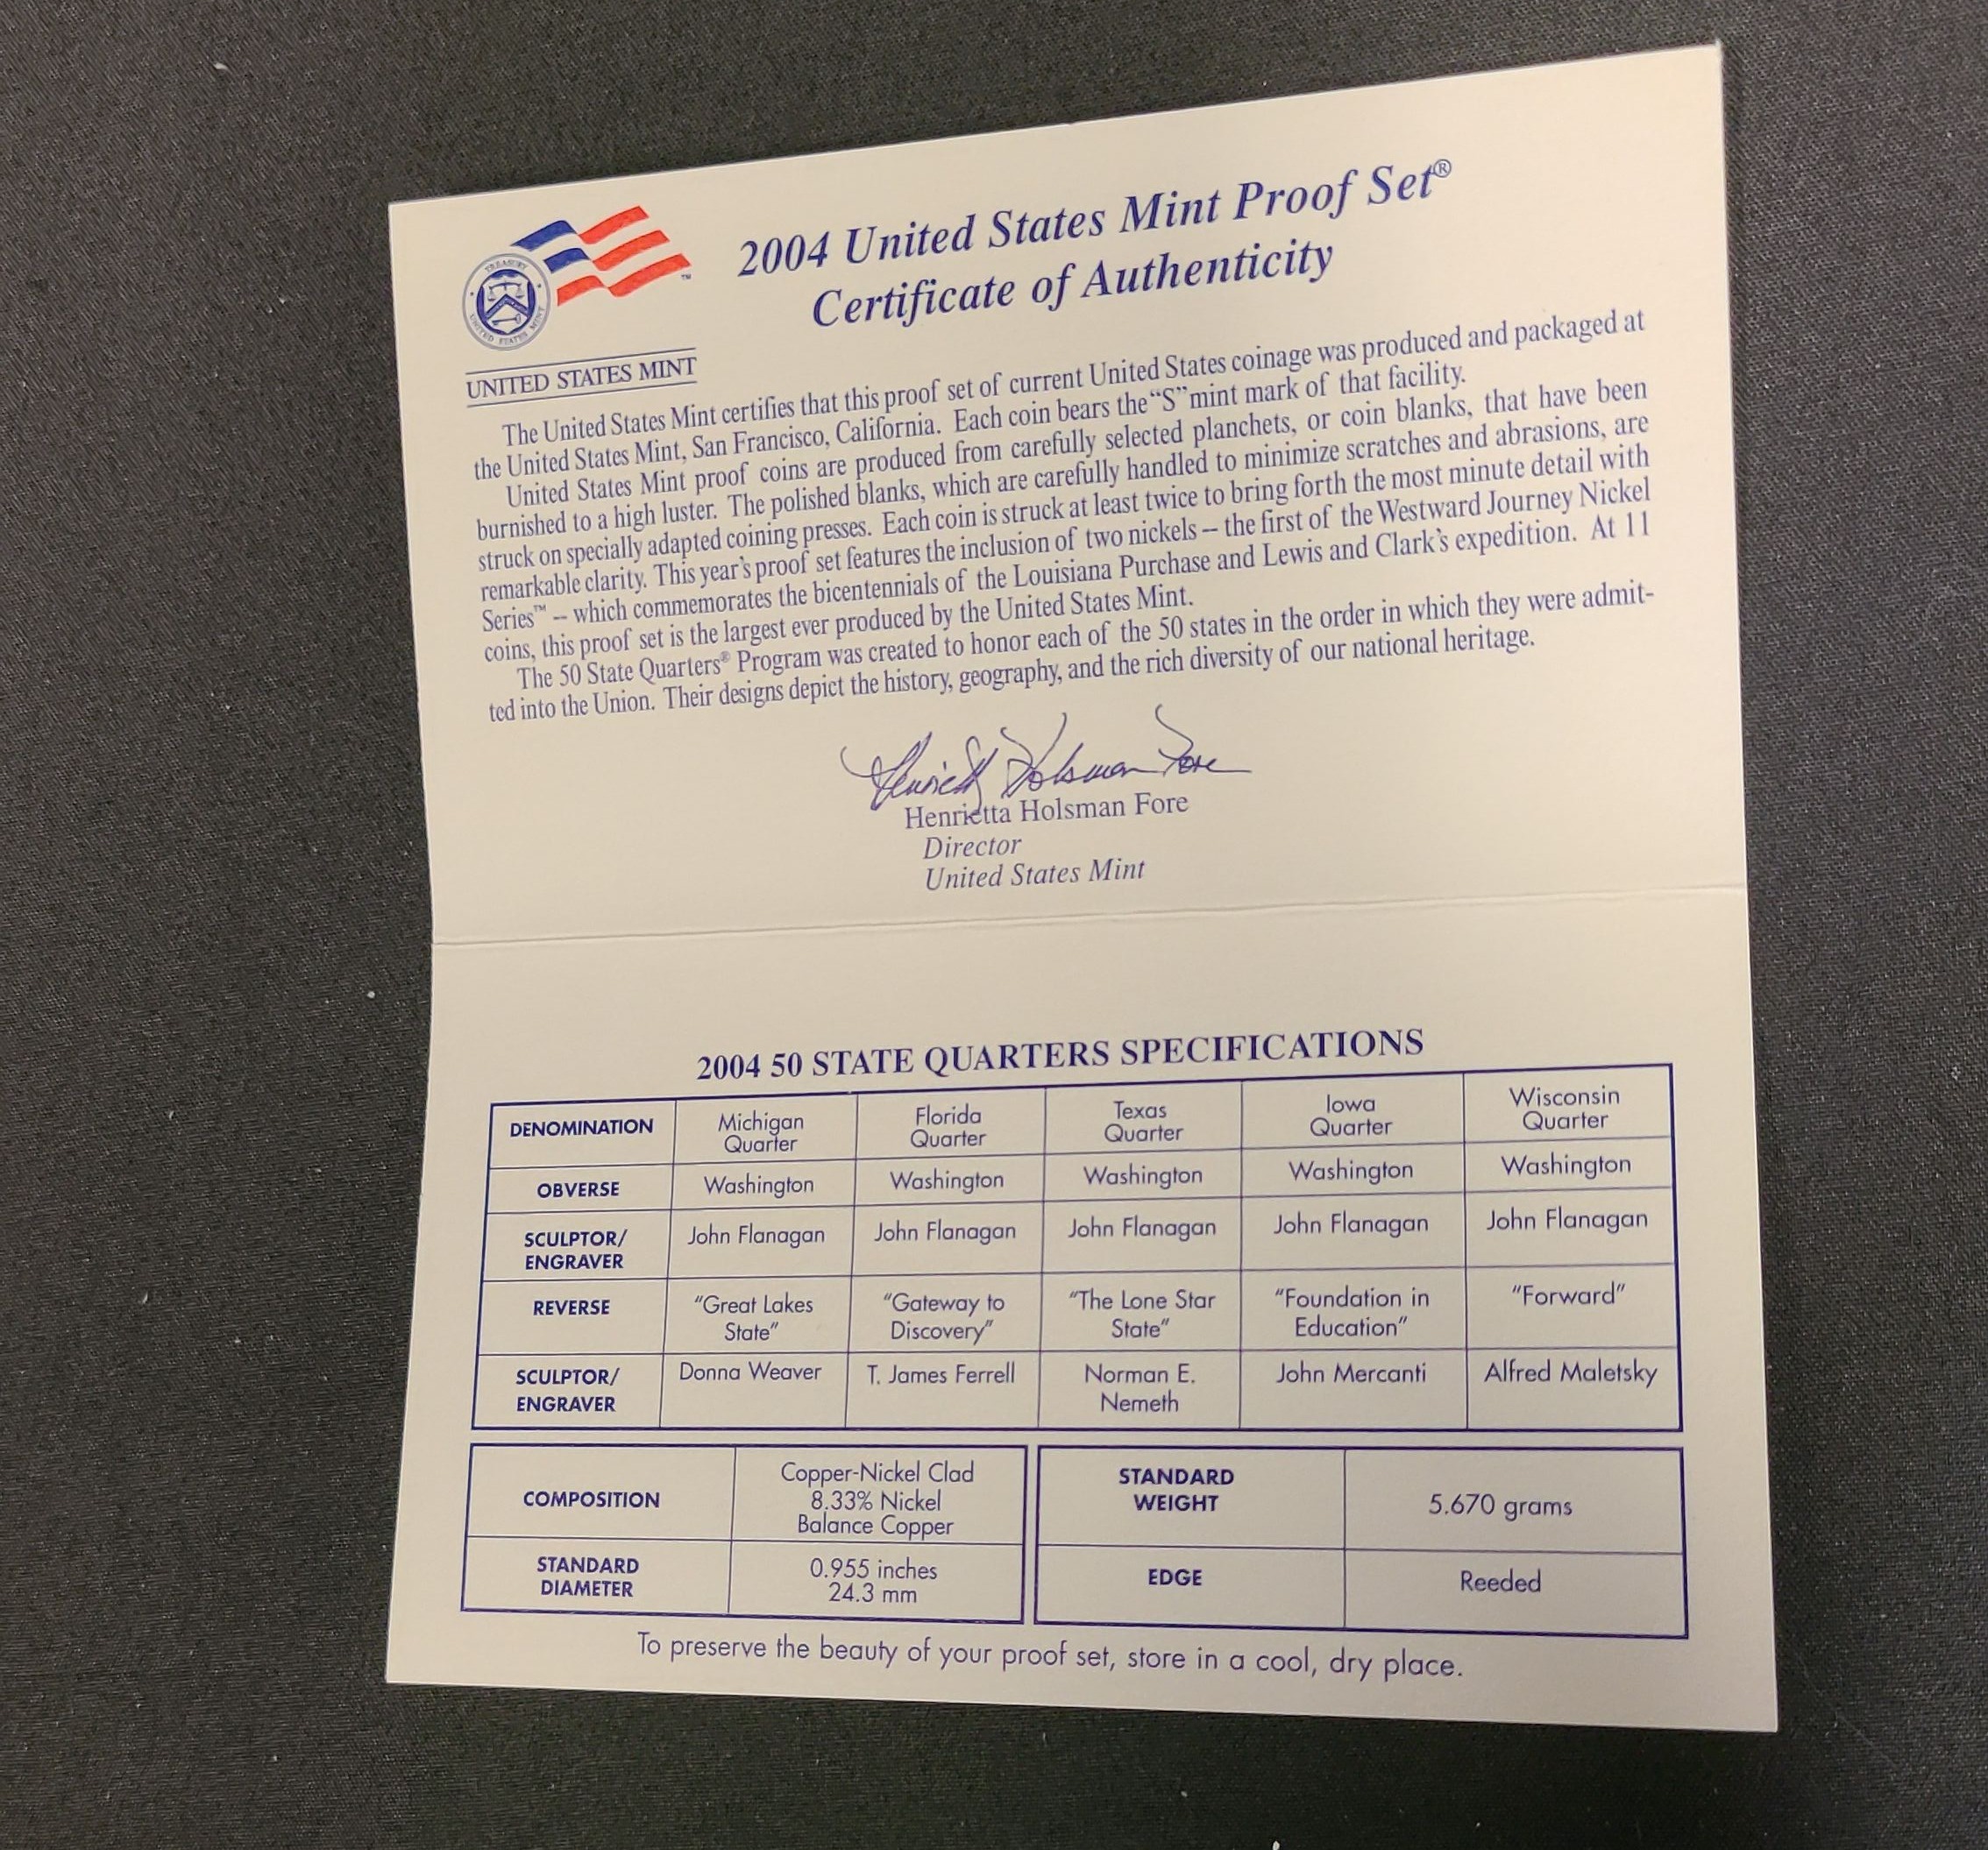 2004 United States Mint Proof Set®
Certificate of Authenticity
TREASURY
UNITED STATES MINT
™
UNITED STATES MINT
The United States Mint certifies that this proof set of current United States coinage was produced and packaged at
the United States Mint, San Francisco, California. Each coin bears the “S” mint mark of that facility.
United States Mint proof coins are produced from carefully selected planchets, or coin blanks, that have been
burnished to a high luster. The polished blanks, which are carefully handled to minimize scratches and abrasions, are
struck on specially adapted coining presses. Each coin is struck at least twice to bring forth the most minute detail with
remarkable clarity. This year’s proof set features the inclusion of two nickels – the first of the Westward Journey Nickel
Series™ – which commemorates the bicentennials of the Louisiana Purchase and Lewis and Clark’s expedition. At 11
coins, this proof set is the largest ever produced by the United States Mint.
The 50 State Quarters® Program was created to honor each of the 50 states in the order in which they were admit-
ted into the Union. Their designs depict the history, geography, and the rich diversity of our national heritage.
Henrietta Holsman Fore
Henrietta Holsman Fore
Director
United States Mint
2004 50 STATE QUARTERS SPECIFICATIONS
DENOMINATION Michigan Quarter Florida Quarter Texas Quarter Iowa Quarter Wisconsin Quarter
OBVERSE Washington Washington Washington Washington Washington
SCULPTOR/ ENGRAVER John Flanagan John Flanagan John Flanagan John Flanagan John Flanagan
REVERSE “Great Lakes State” “Gateway to Discovery” “The Lone Star State” “Foundation in Education” “Forward”
SCULPTOR/ ENGRAVER Donna Weaver T. James Ferrell Norman E. Nemeth John Mercanti Alfred Maletsky
COMPOSITION Copper-Nickel Clad 8.33% Nickel Balance Copper
STANDARD WEIGHT 5.670 grams
STANDARD DIAMETER 0.955 inches 24.3 mm
EDGE Reeded
To preserve the beauty of your proof set, store in a cool, dry place.